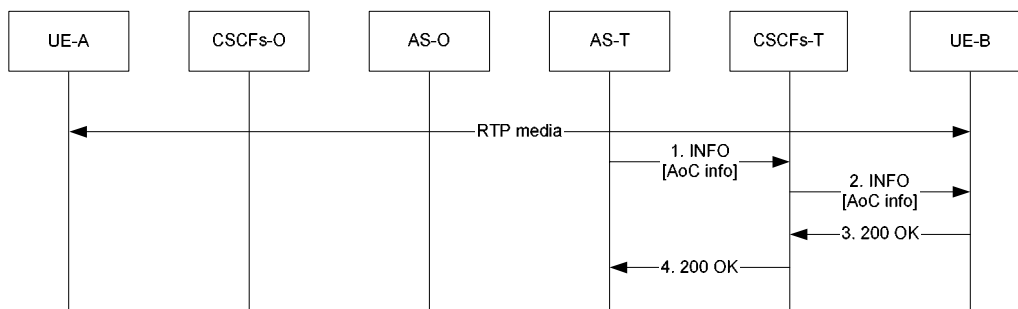 UE-A
CSCFs-O
AS-O
AS-T
CSCFs-T
UE-B
RTP media
1. INFO
[AoC info]
2. INFO
[AoC info]
3. 200 OK
4. 200 OK